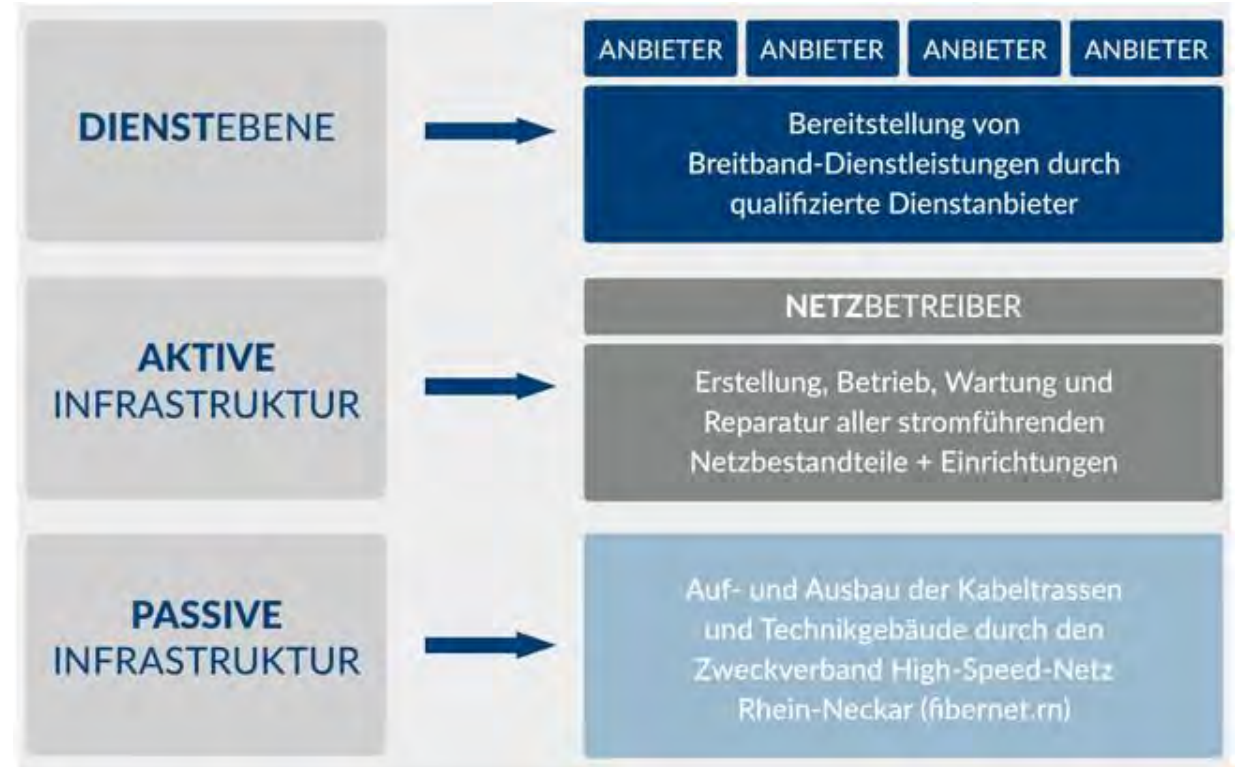 DIENSTEBENE
ANBIETER ANBIETER ANBIETER ANBIETER
Bereitstellung von
Breitband-Dienstleistungen durch
qualifizierte Dienstanbieter
AKTIVE
INFRASTRUKTUR
NETZBETREIBER
Erstellung, Betrieb, Wartung und
Reparatur aller stromführenden
Netzbestandteile + Einrichtungen
PASSIVE
INFRASTRUKTUR
Auf- und Ausbau der Kabeltrassen
und Technikgebäude durch den
Zweckverband High-Speed-Netz
Rhein-Neckar (fibernet.rn)